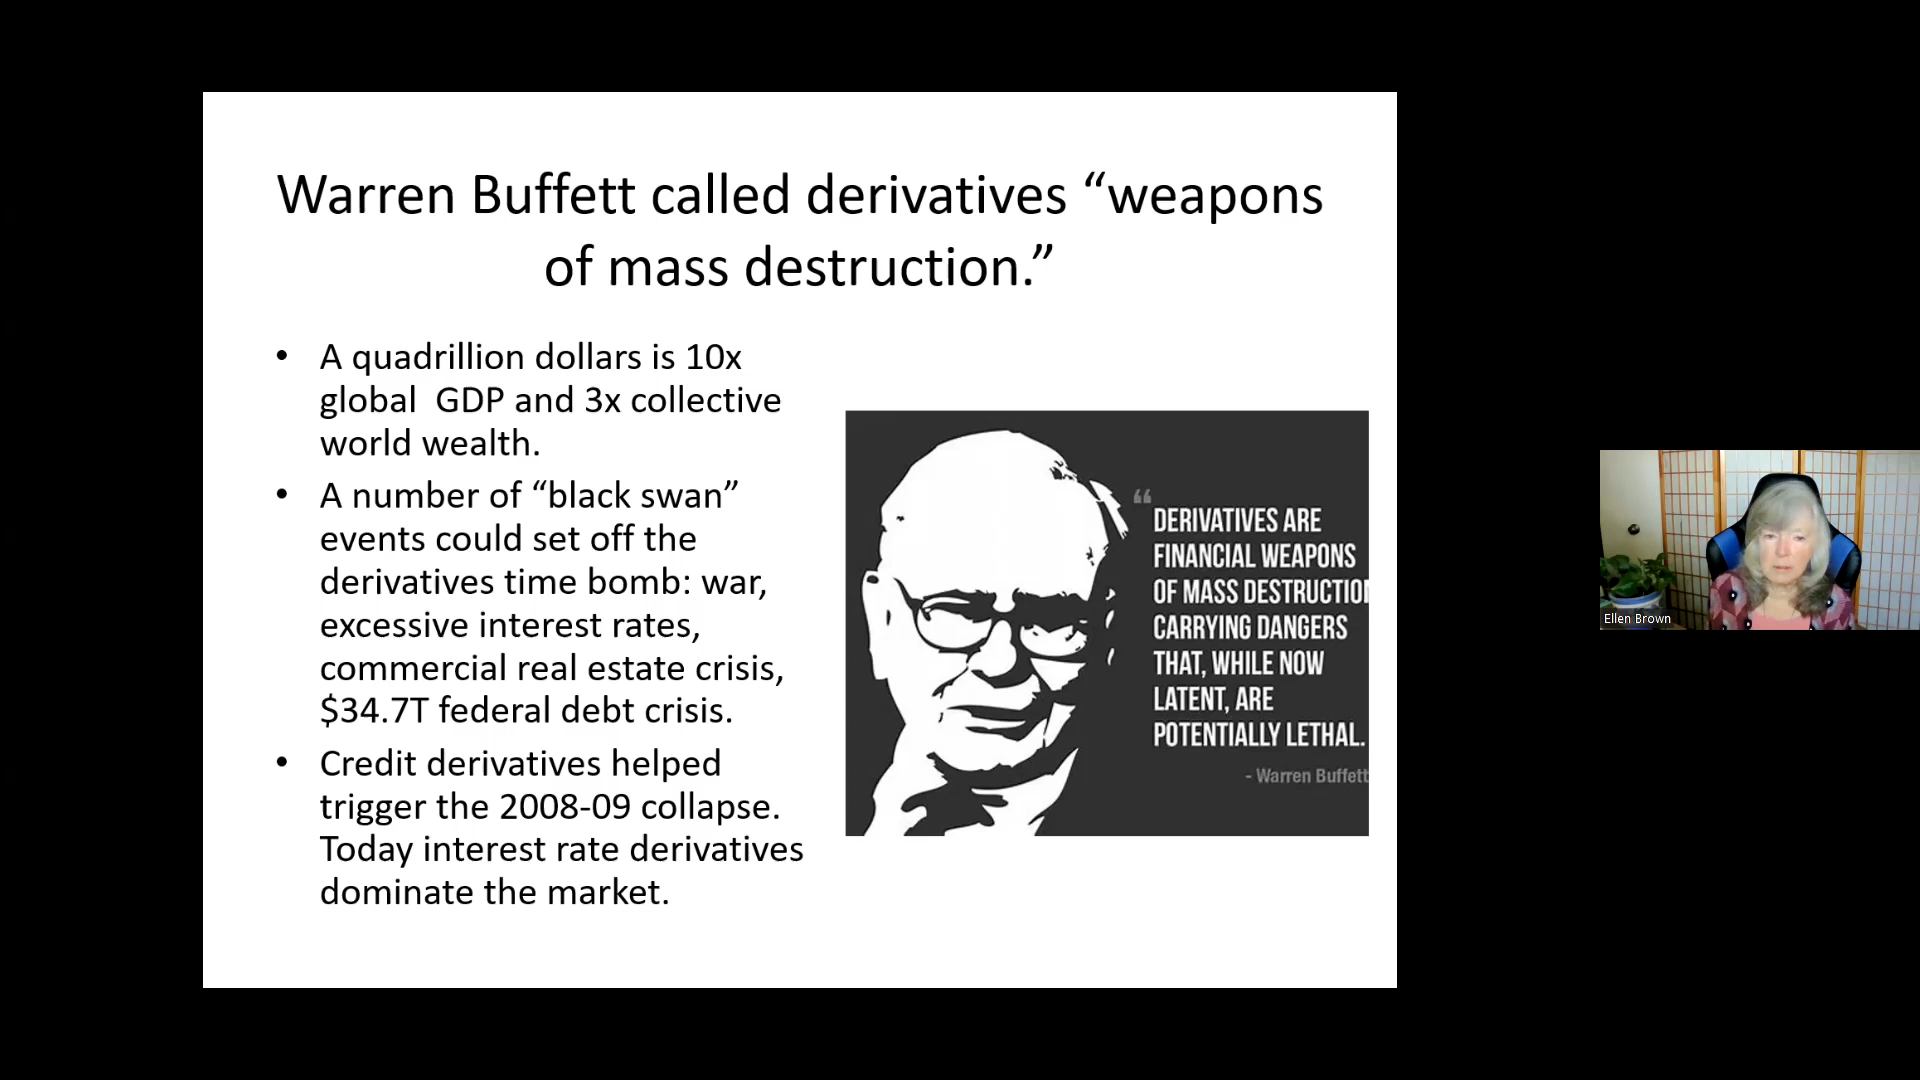 Warren Buffett called derivatives “weapons
of mass destruction.”
• A quadrillion dollars is 10x
global  GDP and 3x collective
world wealth.
• A number of “black swan”
events could set off the
derivatives time bomb: war,
excessive interest rates,
commercial real estate crisis,
$34.7T federal debt crisis.
• Credit derivatives helped
trigger the 2008-09 collapse.
Today interest rate derivatives
dominate the market.
“
DERIVATIVES ARE
FINANCIAL WEAPONS
OF MASS DESTRUCTION
CARRYING DANGERS
THAT, WHILE NOW
LATENT, ARE
POTENTIALLY LETHAL.
- Warren Buffett
Ellen Brown